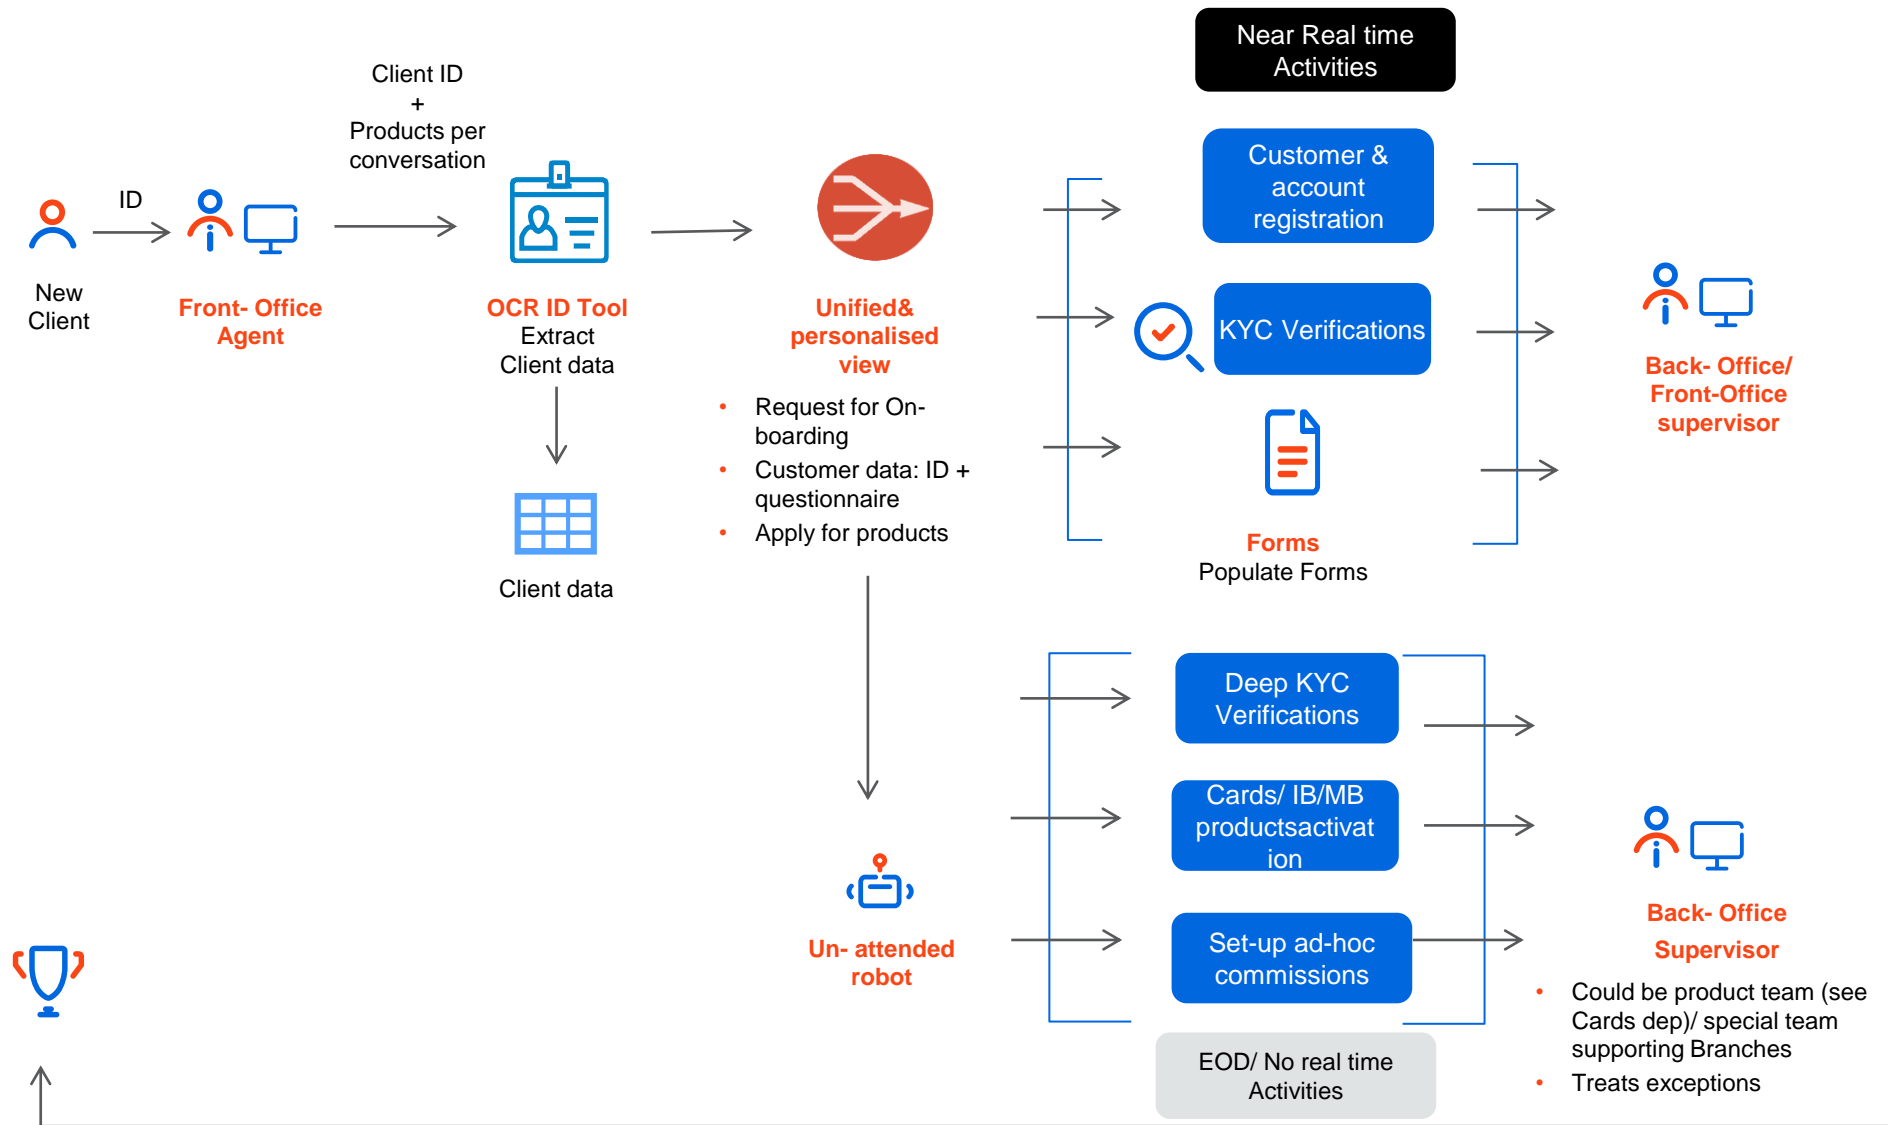 Near Real time
Activities
Client ID
+
Products per
conversation
ID
New
Client
Front- Office
Agent
OCR ID Tool
Extract
Client data
Client data
Unified&
personalised
view
• Request for On-
boarding
• Customer data: ID +
questionnaire
• Apply for products
Customer &
account
registration
KYC Verifications
Forms
Populate Forms
Back- Office/
Front-Office
supervisor
Un- attended
robot
Deep KYC
Verifications
Cards/ IB/MB
productsactivat
ion
Set-up ad-hoc
commissions
EOD/ No real time
Activities
Back- Office
Supervisor
• Could be product team (see
Cards dep)/ special team
supporting Branches
• Treats exceptions